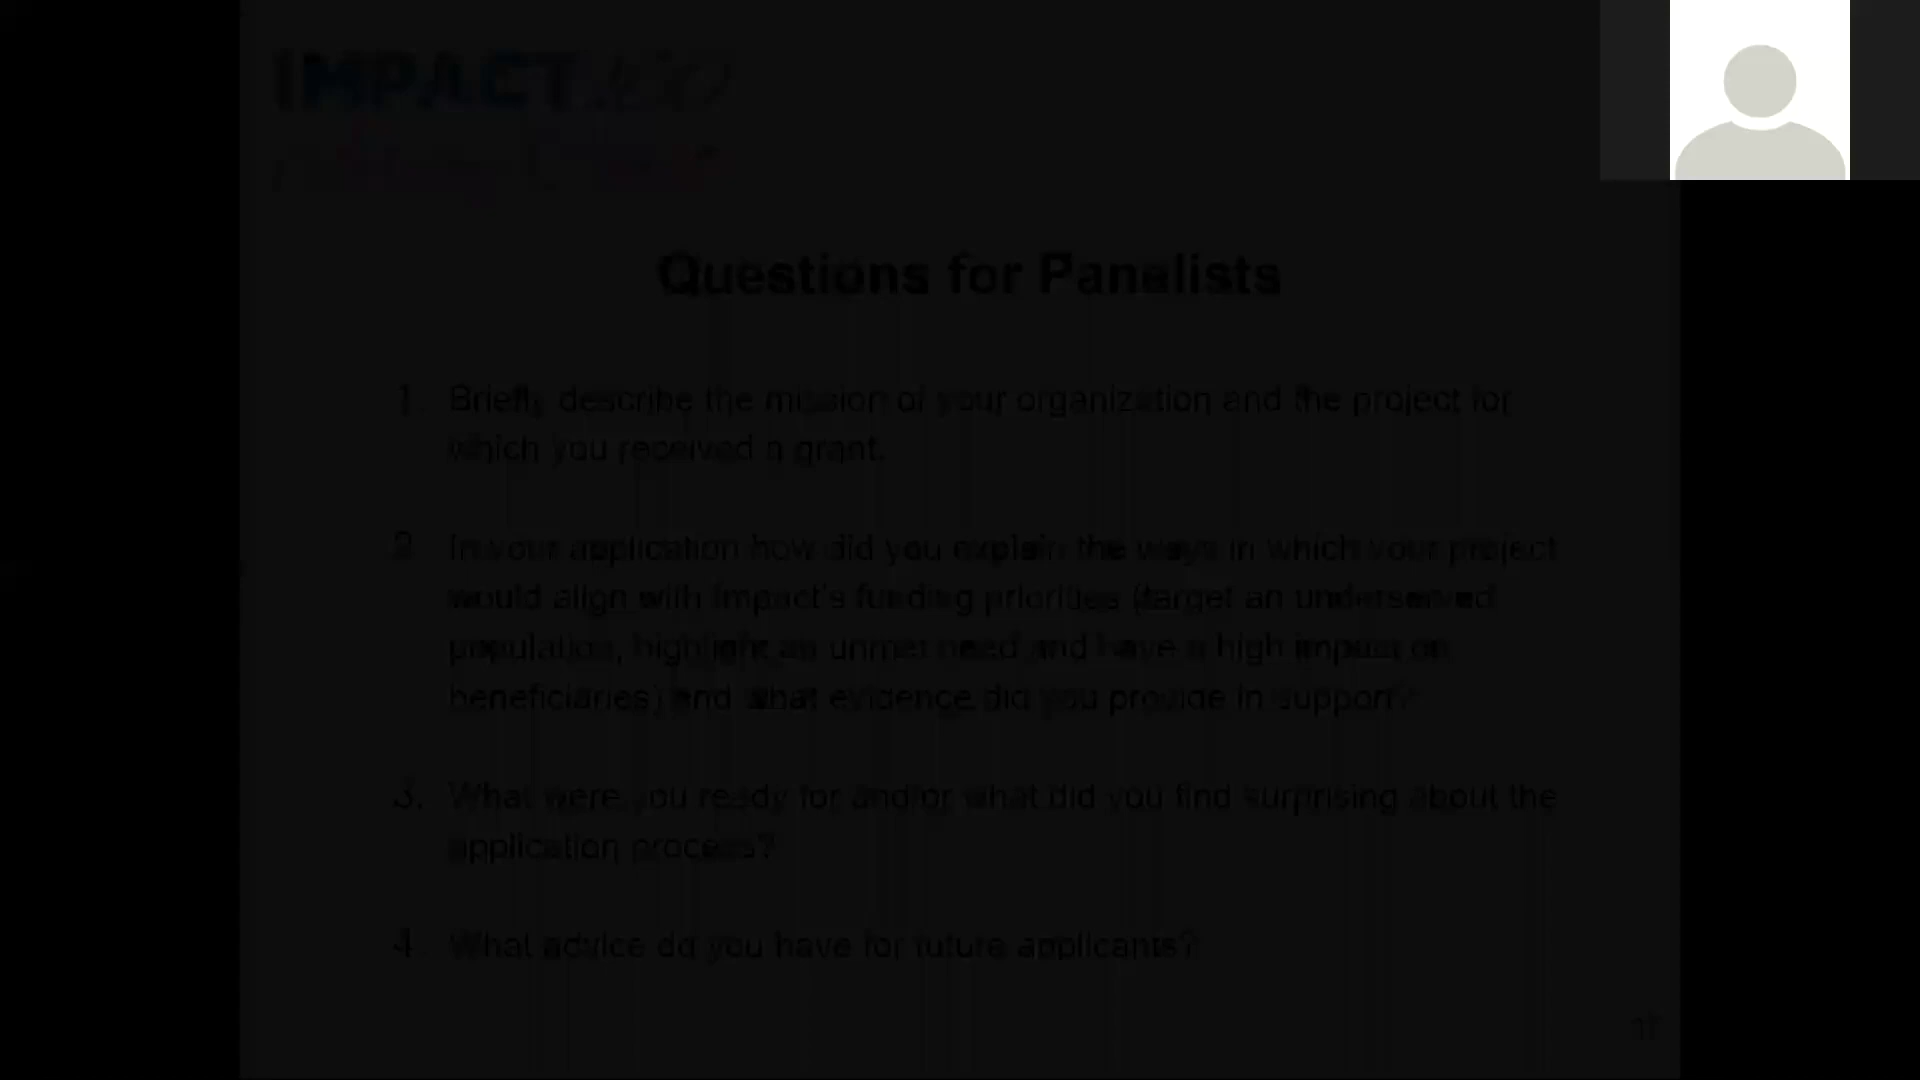 IMPACT 100
Questions for Panelists
1. Briefly describe the mission of your organization and the project for
which you received a grant.
2. In your application how did you explain the ways in which your project
would align with Impact's funding priorities (target an underserved
population, highlight an unmet need and have a high impact on
beneficiaries) and what evidence did you provide in support?
3. What were you ready for and/or what did you find surprising about the
application process?
4. What advice do you have for future applicants?